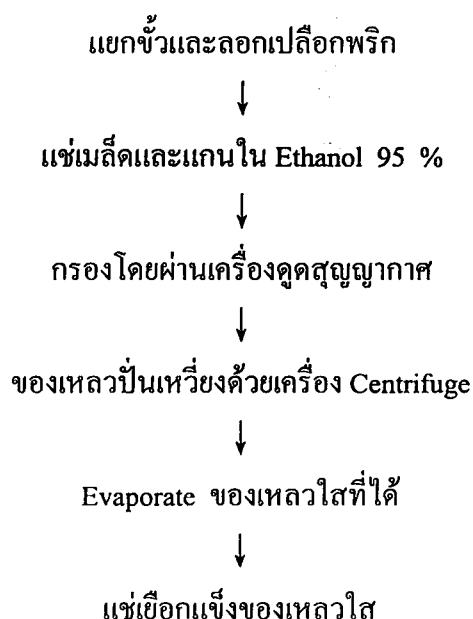 แยกขั้วและลอกเปลือกพริก
↓
แช่เมล็ดและแกนใน Ethanol 95 %
↓
กรองโดยผ่านเครื่องดูดสุญญากาศ
↓
ของเหลวปั่นเหวี่ยงด้วยเครื่อง Centrifuge
↓
Evaporate ของเหลวใสที่ได้
↓
แช่เยือกแข็งของเหลวใส